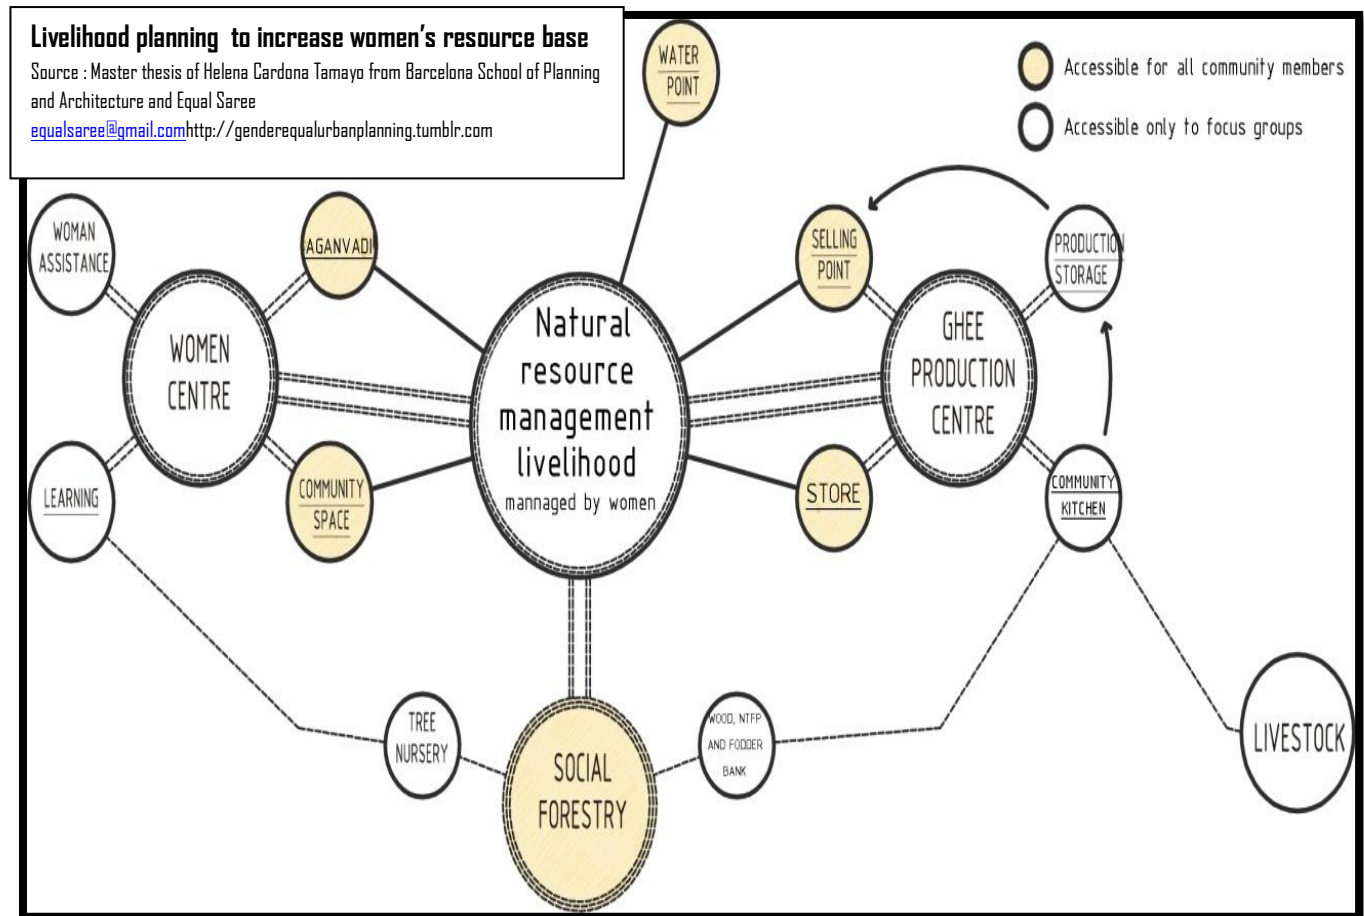 Livelihood planning to increase women's resource base
Source : Master thesis of Helena Cardona Tamayo from Barcelona School of Planning
and Architecture and Equal Saree
equalsaree@gmail.comhttp://genderequalurbanplanning.tumblr.com
WATER
POINT
Accessible for all community members
Accessible only to focus groups
WOMAN
ASSISTANCE
AGANVADI
SELLING
POINT
PRODUCTION
STORAGE
WOMEN
CENTRE
Natural
resource
management
livelihood
mannaged by women
GHEE
PRODUCTION
CENTRE
LEARNING
COMMUNITY
SPACE
STORE
COMMUNITY
KITCHEN
TREE
NURSERY
SOCIAL
FORESTRY
WOOD, NTFP
AND FODDER
BANK
LIVESTOCK